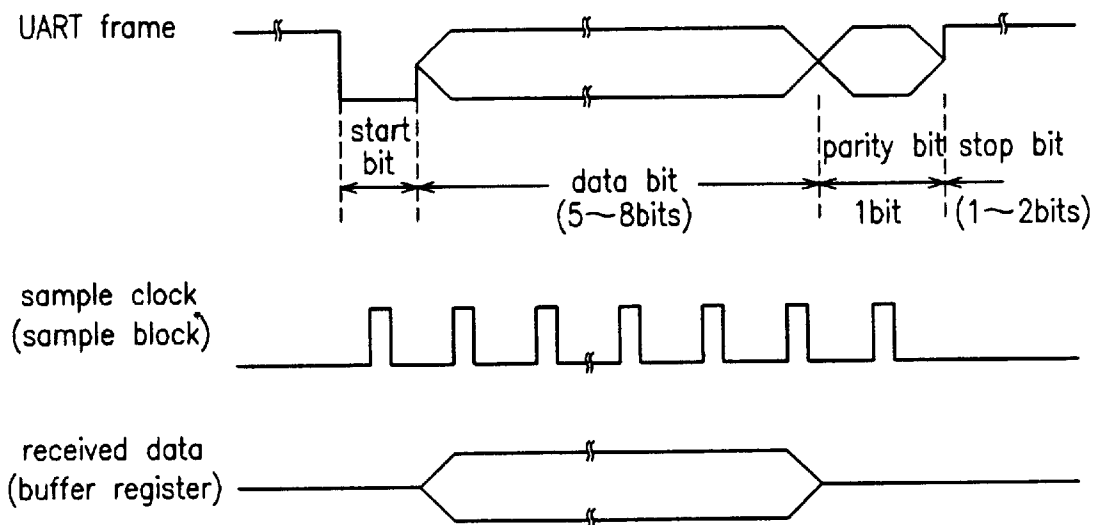 UART frame
start
bit
data bit
(5~8bits)
parity bit
1bit
stop bit
(1~2bits)
sample clock
(sample block)
received data
(buffer register)